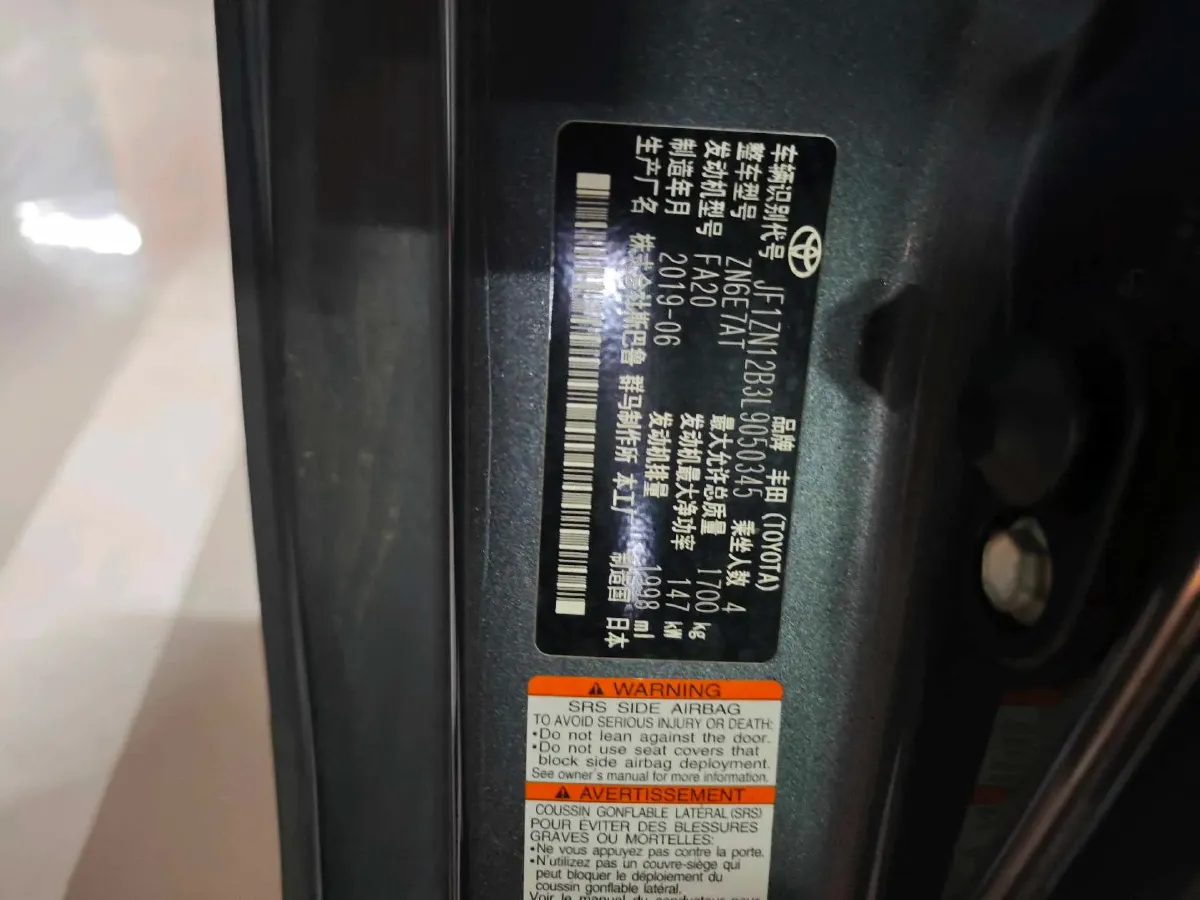 品牌 丰田 (TOYOTA)
车辆识别代号 JF1ZN12B3L9050345 乘坐人数 4
整车型号 ZN6E7AT 最大允许总质量 1700 kg
发动机型号 FA20 发动机最大净功率 147 kW
制造年月 2019-06 发动机排量 1998 ml
生产厂名 株式会社斯巴鲁 群马制作所 本工厂 制造国 日本
WARNING
SRS SIDE AIRBAG
TO AVOID SERIOUS INJURY OR DEATH:
•Do not lean against the door.
•Do not use seat covers that
block side airbag deployment.
See owner's manual for more information.
AVERTISSEMENT
COUSSIN GONFLABLE LATÉRAL (SRS)
POUR ÉVITER DES BLESSURES
GRAVES OU MORTELLES:
•Ne vous appuyez pas contre la porte.
•N'utilizez pas un couvre-siège qui
peut bloquer le déploiement du
coussin gonflable latéral.
Voir le manuel du conducteur pour